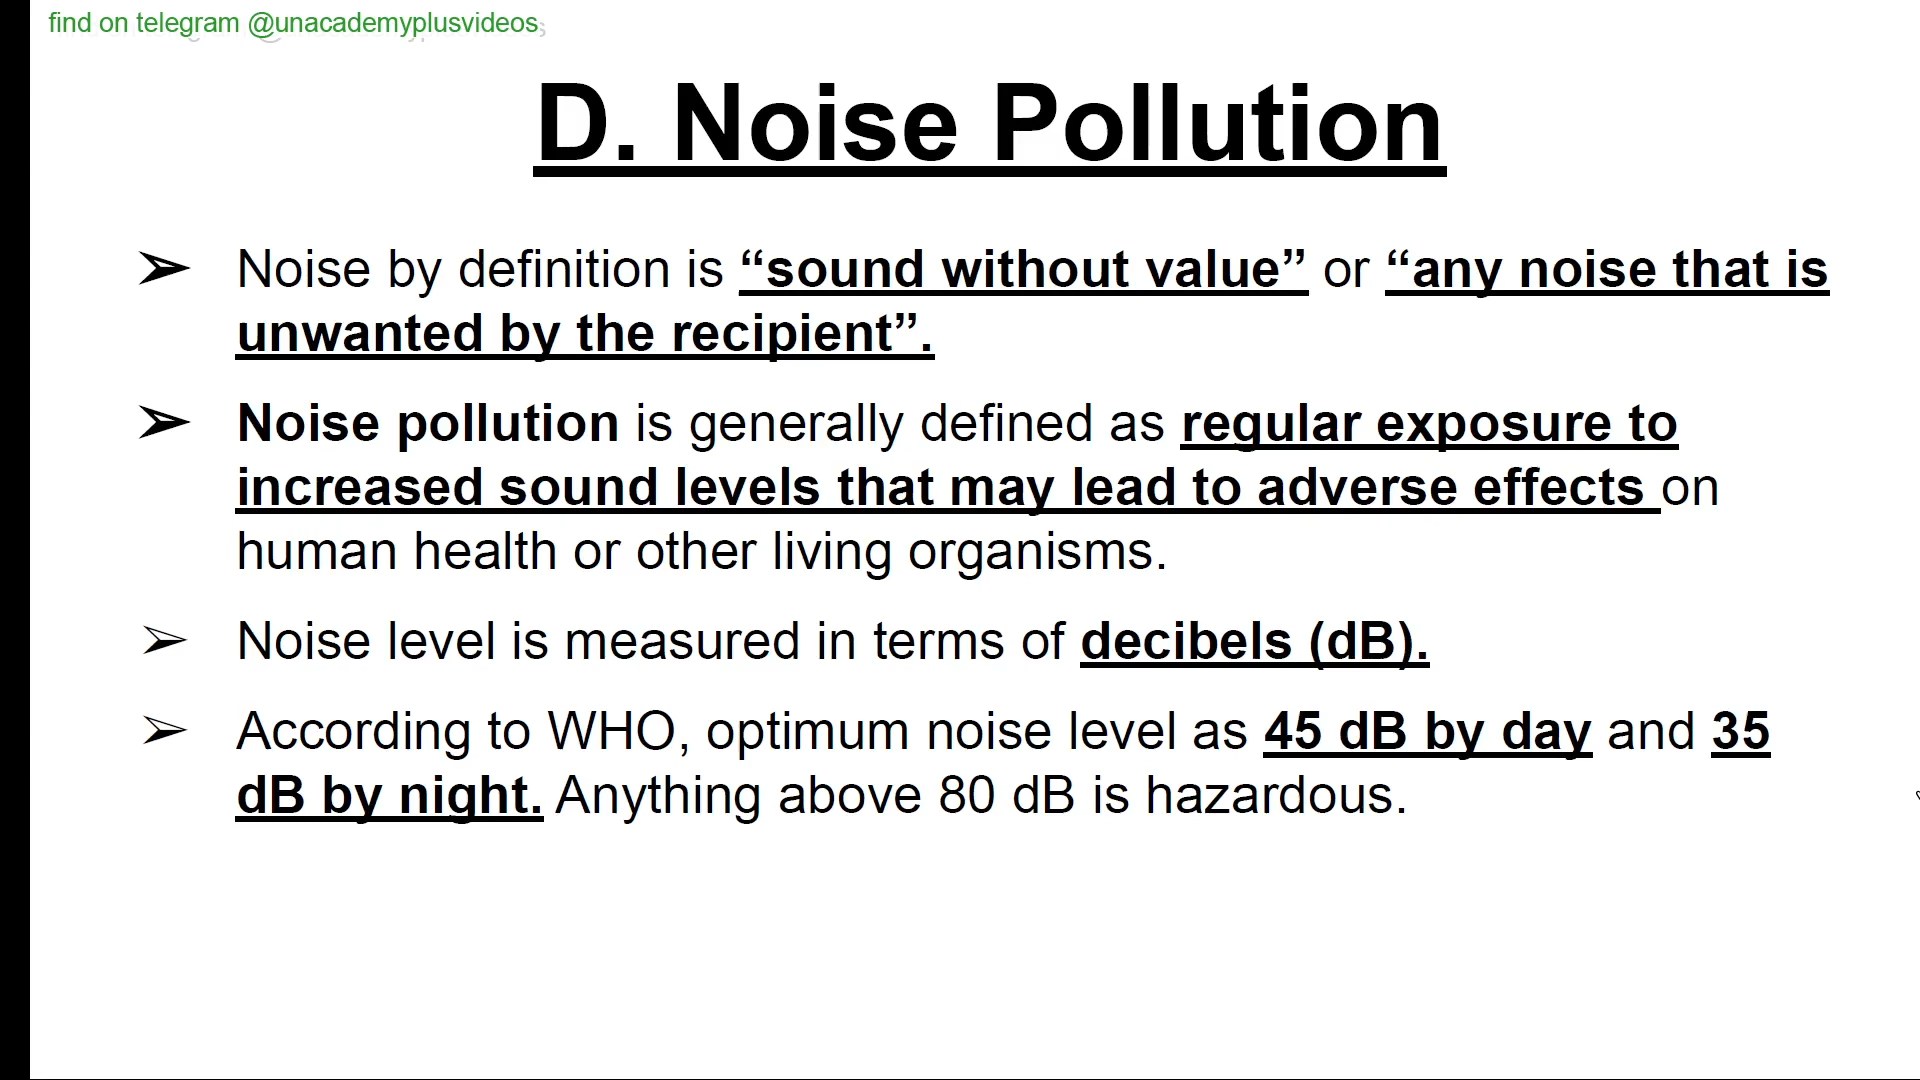 find on telegram @unacademyplusvideos
D. Noise Pollution
➢ Noise by definition is “sound without value” or “any noise that is
unwanted by the recipient”.
➢ Noise pollution is generally defined as regular exposure to
increased sound levels that may lead to adverse effects on
human health or other living organisms.
➢ Noise level is measured in terms of decibels (dB).
➢ According to WHO, optimum noise level as 45 dB by day and 35
dB by night. Anything above 80 dB is hazardous.